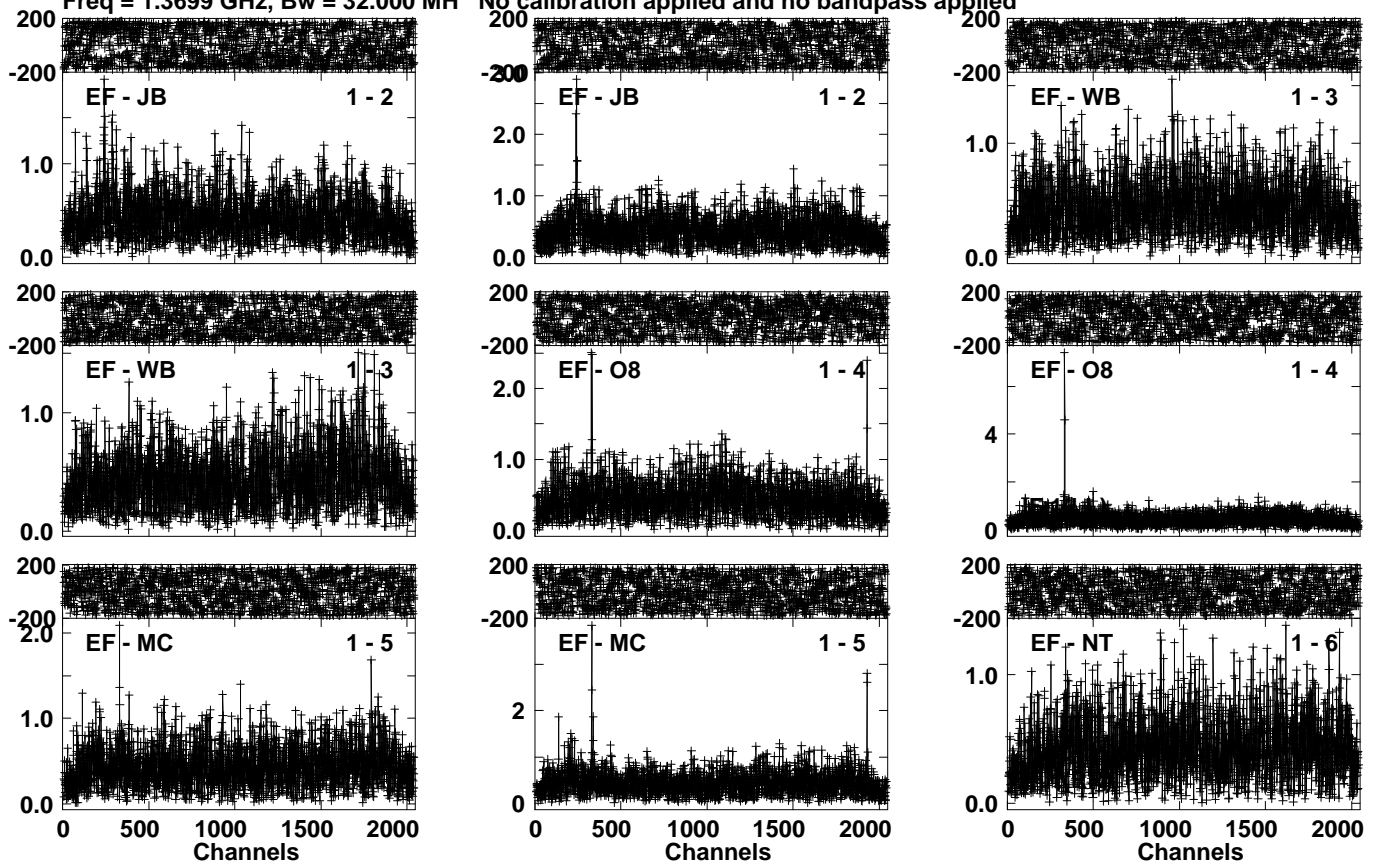 Freq = 1.3699 GHz, Bw = 32.000 MH No calibration applied and no bandpass applied
200 200 200
-200 -200 3.0 -200
EF - JB 1 - 2 EF - JB 1 - 2 EF - WB 1 - 3
2.0
1.0 1.0 1.0
0.0 0.0 0.0
200 200 200
-200 -200 -200
EF - WB 1 - 3 EF - O8 1 - 4 EF - O8 1 - 4
2.0
1.0 1.0 4
0.0 0.0 0
200 200 200
-200 -200 -200
2.0 EF - MC 1 - 5 EF - MC 1 - 5 EF - NT 1 - 6
1.0 2 1.0
0.0 0 0.0
0 500 1000 1500 2000 0 500 1000 1500 2000 0 500 1000 1500 2000
Channels Channels Channels